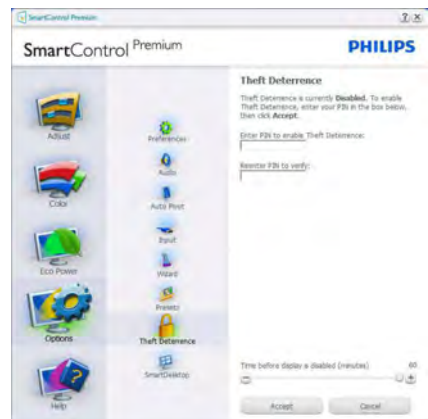 SmartControl Premium
SmartControl Premium
PHILIPS
Adjust
Color
Eco Power
Options
Help
Preferences
Audio
Auto Pivot
Input
Wizard
Presets
Theft Deterrence
SmartDesktop
Theft Deterrence
Theft Deterrence is currently Disabled. To enable
Theft Deterrence, enter your PIN in the box below,
then click Accept.
Enter PIN to enable Theft Deterrence:
Reenter PIN to verify:
Time before display is disabled (minutes) 60
Accept
Cancel